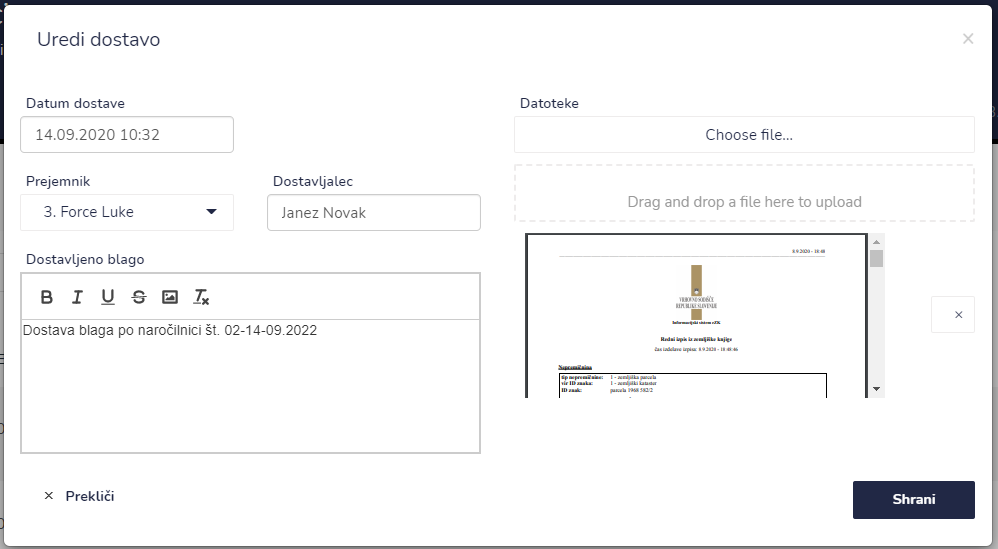 Uredi dostavo
×
Datum dostave
14.09.2020 10:32
Prejemnik
Dostavljalec
3. Force Luke
Janez Novak
Dostavljeno blago
B I U S
Dostava blaga po naročilnici št. 02-14-09.2022
Datoteke
Choose file...
Drag and drop a file here to upload
8.9.2020 - 18:48
VRHOVNO SODIŠČE
REPUBLIKE SLOVENIJE
Informacijski sistem eZK
Redni izpis iz zemljiške knjige
Čas izdelave izpisa: 8.9.2020 - 18:48:46
Nepremičnina
tip nepremičnine: 1 - zemljiška parcela
vir ID znaka: 1 - zemljiški kataster
ID znak: parcela 1968 582/2
×
× Prekliči
Shrani